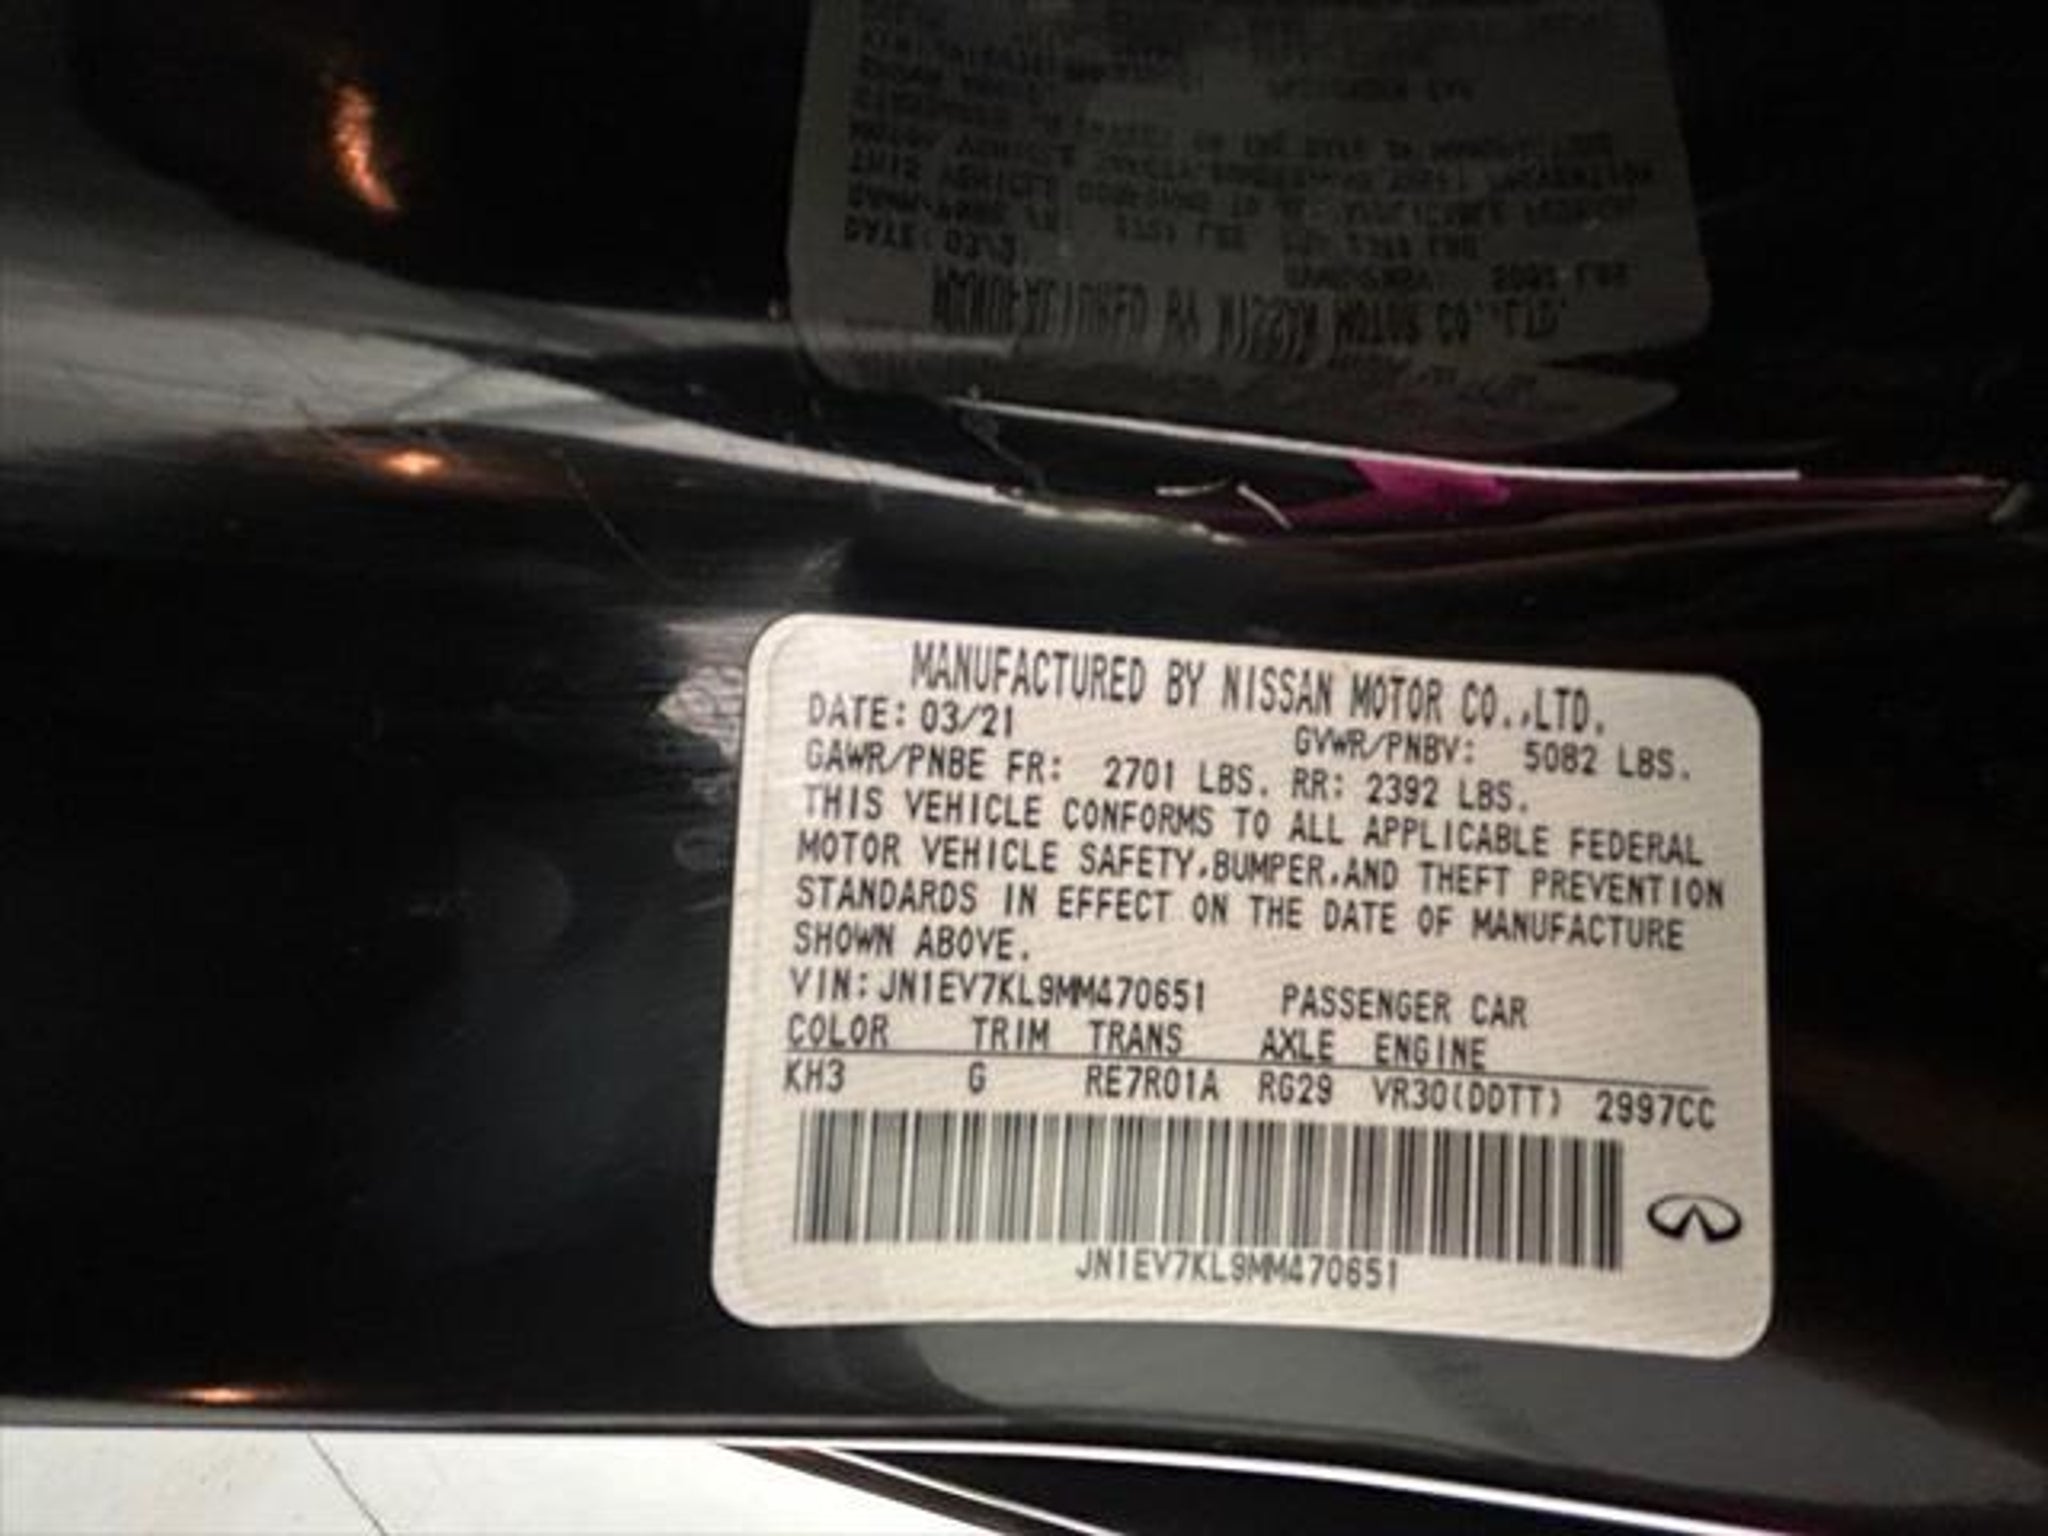 MANUFACTURED BY NISSAN MOTOR CO.,LTD.
DATE: 03/21 GVWR/PNBV: 5082 LBS.
GAWR/PNBE FR: 2701 LBS. RR: 2392 LBS.
THIS VEHICLE CONFORMS TO ALL APPLICABLE FEDERAL
MOTOR VEHICLE SAFETY,BUMPER,AND THEFT PREVENTION
STANDARDS IN EFFECT ON THE DATE OF MANUFACTURE
SHOWN ABOVE.
VIN: JN1EV7KL9MM470651 PASSENGER CAR
COLOR TRIM TRANS AXLE ENGINE
KH3 G RE7R01A RG29 VR30(DDTT) 2997CC
JN1EV7KL9MM470651